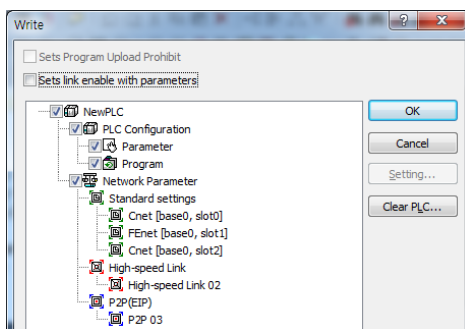 Write
Sets Program Upload Prohibit
Sets link enable with parameters
NewPLC
PLC Configuration
Parameter
Program
Network Parameter
Standard settings
Cnet [base0, slot0]
FEnet [base0, slot1]
Cnet [base0, slot2]
High-speed Link
High-speed Link 02
P2P(EIP)
P2P 03
OK
Cancel
Setting...
Clear PLC...